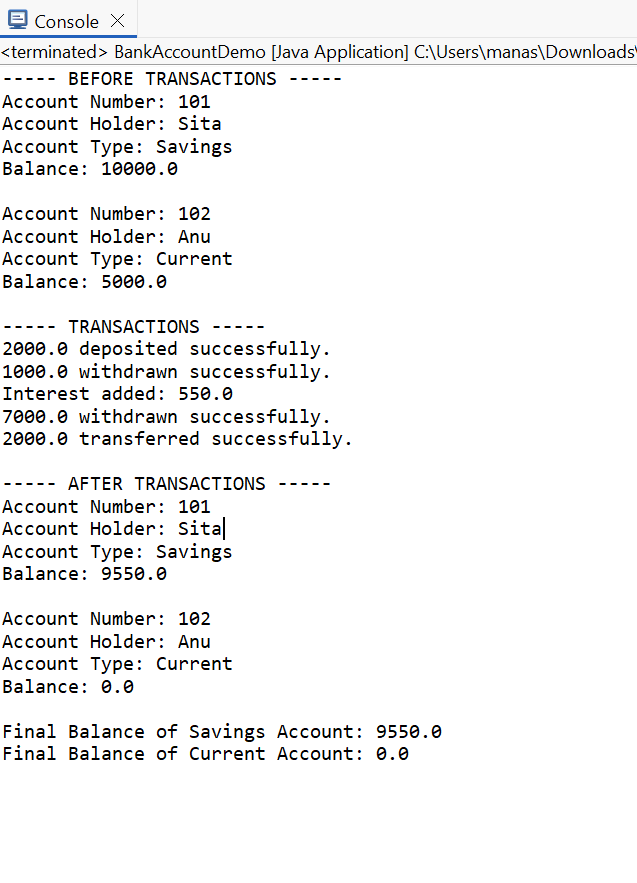 Console
<terminated> BankAccountDemo [Java Application] C:\Users\manas\Downloads\
----- BEFORE TRANSACTIONS -----
Account Number: 101
Account Holder: Sita
Account Type: Savings
Balance: 10000.0
Account Number: 102
Account Holder: Anu
Account Type: Current
Balance: 5000.0
----- TRANSACTIONS -----
2000.0 deposited successfully.
1000.0 withdrawn successfully.
Interest added: 550.0
7000.0 withdrawn successfully.
2000.0 transferred successfully.
----- AFTER TRANSACTIONS -----
Account Number: 101
Account Holder: Sita
Account Type: Savings
Balance: 9550.0
Account Number: 102
Account Holder: Anu
Account Type: Current
Balance: 0.0
Final Balance of Savings Account: 9550.0
Final Balance of Current Account: 0.0